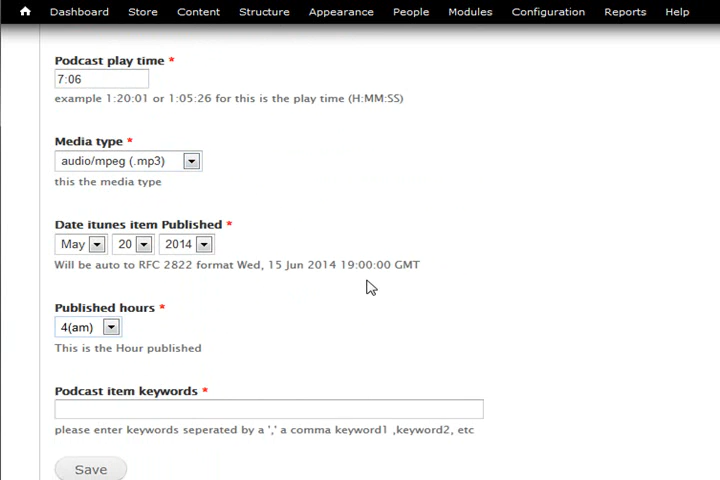 Dashboard Store Content Structure Appearance People Modules Configuration Reports Help
Podcast play time *
7:06
example 1:20:01 or 1:05:26 for this is the play time (H:MM:SS)
Media type *
audio/mpeg (.mp3)
this the media type
Date itunes item Published *
May 20 2014
Will be auto to RFC 2822 format Wed, 15 Jun 2014 19:00:00 GMT
Published hours *
4(am)
This is the Hour published
Podcast item keywords *
please enter keywords seperated by a ',' a comma keyword1 ,keyword2, etc
Save